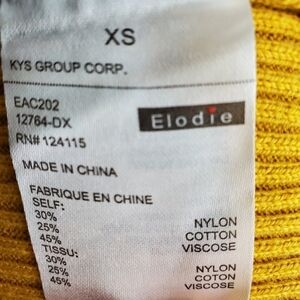 XS
KYS GROUP CORP.
EAC202
12764-DX
RN# 124115
Elodie
MADE IN CHINA
FABRIQUE EN CHINE
SELF:
30% NYLON
25% COTTON
45% VISCOSE
TISSU:
30% NYLON
25% COTTON
45% VISCOSE